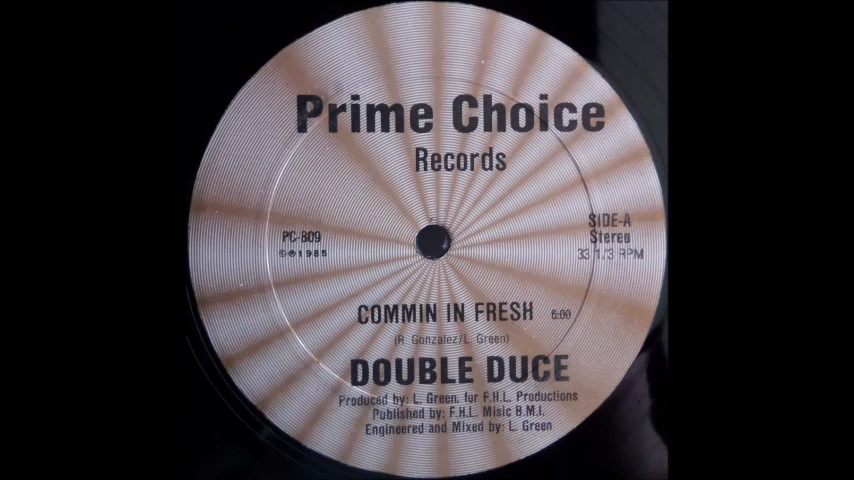 Prime Choice
Records
PC-809
©℗1985
SIDE-A
Stereo
33 1/3 RPM
COMMIN IN FRESH 6:00
(R. Gonzalez/L. Green)
DOUBLE DUCE
Produced by: L. Green. for F.H.L. Productions
Published by: F.H.L. Misic B.M.I.
Engineered and Mixed by: L. Green